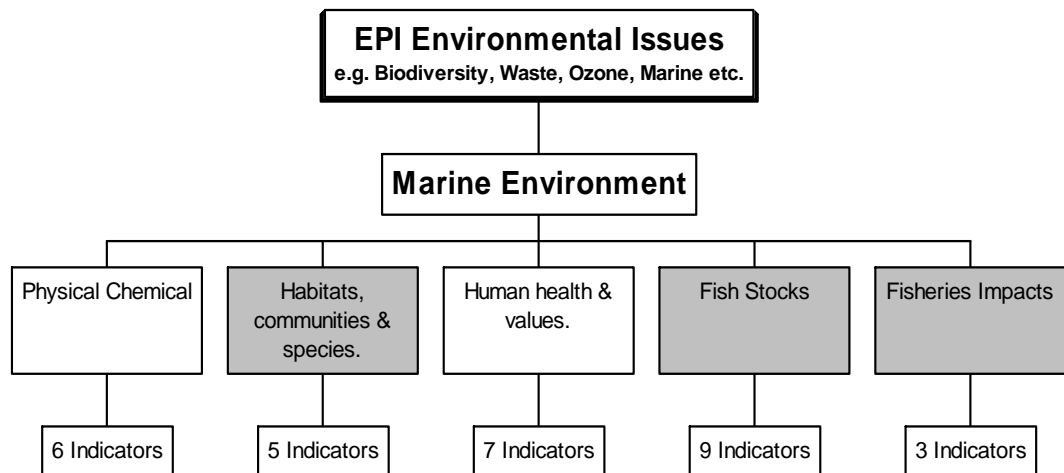 EPI Environmental Issues
e.g. Biodiversity, Waste, Ozone, Marine etc.
Marine Environment
Physical Chemical
Habitats,
communities &
species.
Human health &
values.
Fish Stocks
Fisheries Impacts
6 Indicators
5 Indicators
7 Indicators
9 Indicators
3 Indicators